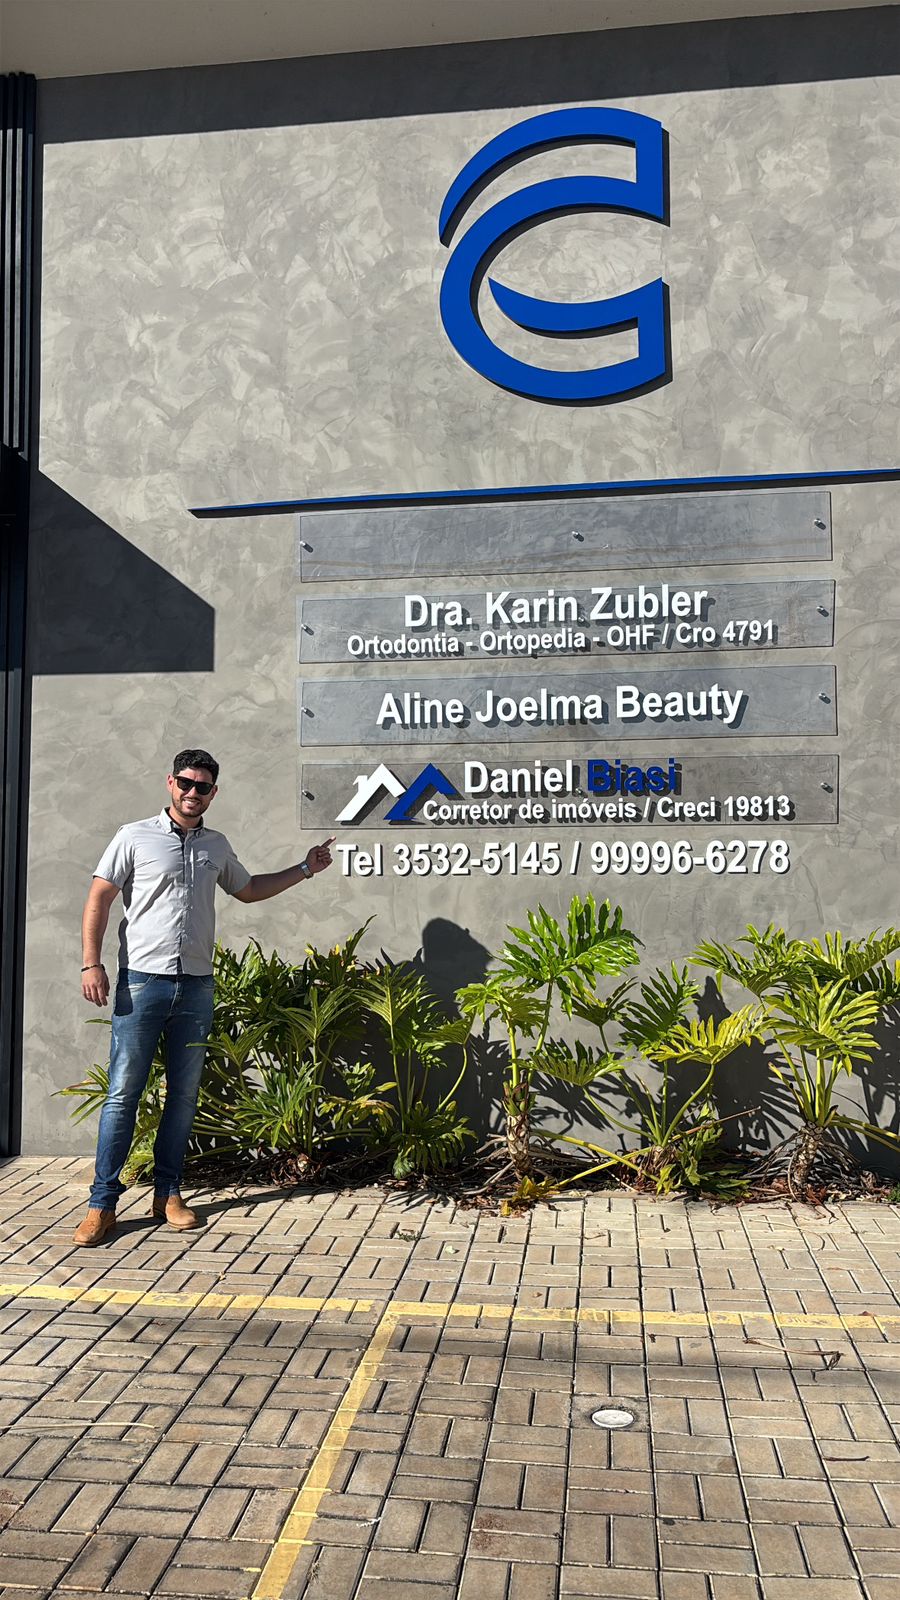 Dra. Karin Zubler
Ortodontia - Ortopedia - OHF / Cro 4791
Aline Joelma Beauty
Daniel Biasi
Corretor de imóveis / Creci 19813
Tel 3532-5145 / 99996-6278